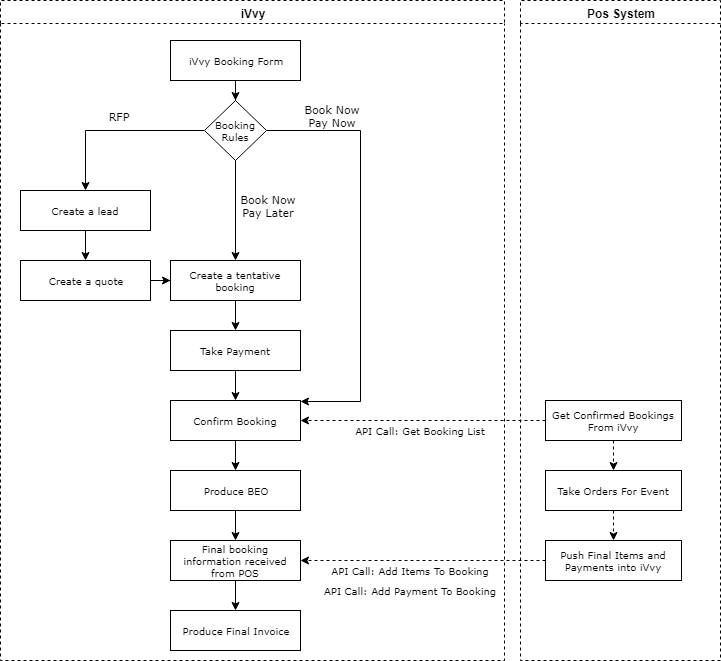 iVvy
Pos System
iVvy Booking Form
Booking
Rules
RFP
Book Now
Pay Now
Book Now
Pay Later
Create a lead
Create a quote
Create a tentative
booking
Take Payment
Confirm Booking
Get Confirmed Bookings
From iVvy
API Call: Get Booking List
Produce BEO
Take Orders For Event
Final booking
information received
from POS
Push Final Items and
Payments into iVvy
API Call: Add Items To Booking
API Call: Add Payment To Booking
Produce Final Invoice